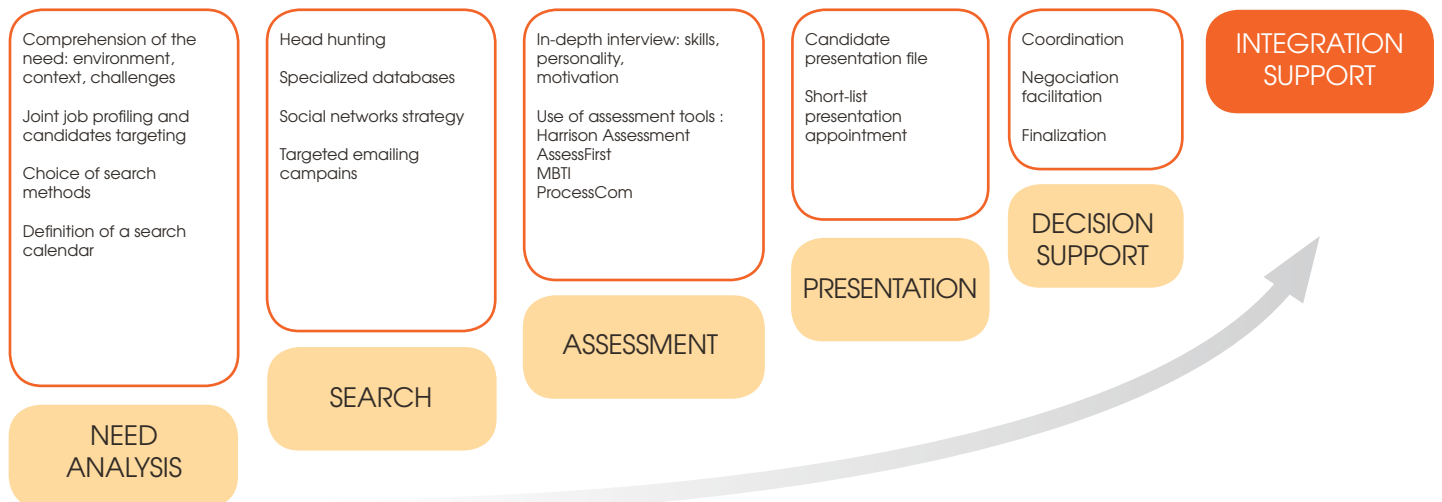 Comprehension of the
need: environment,
context, challenges
Joint job profiling and
candidates targeting
Choice of search
methods
Definition of a search
calendar
NEED
ANALYSIS
Head hunting
Specialized databases
Social networks strategy
Targeted emailing
campains
SEARCH
In-depth interview: skills,
personality,
motivation
Use of assessment tools :
Harrison Assessment
AssessFirst
MBTI
ProcessCom
ASSESSMENT
Candidate
presentation file
Short-list
presentation
appointment
PRESENTATION
Coordination
Negociation
facilitation
Finalization
DECISION
SUPPORT
INTEGRATION
SUPPORT